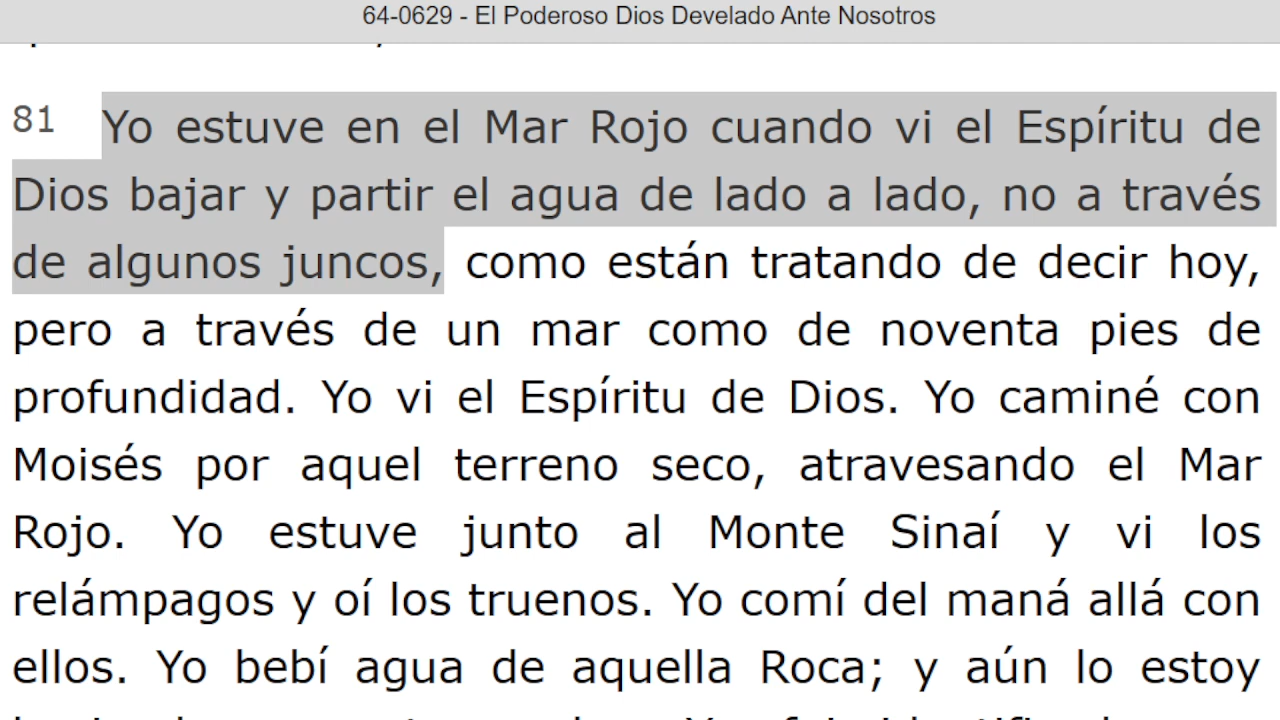 64-0629 - El Poderoso Dios Develado Ante Nosotros
81 Yo estuve en el Mar Rojo cuando vi el Espíritu de
Dios bajar y partir el agua de lado a lado, no a través
de algunos juncos, como están tratando de decir hoy,
pero a través de un mar como de noventa pies de
profundidad. Yo vi el Espíritu de Dios. Yo caminé con
Moisés por aquel terreno seco, atravesando el Mar
Rojo. Yo estuve junto al Monte Sinaí y vi los
relámpagos y oí los truenos. Yo comí del maná allá con
ellos. Yo bebí agua de aquella Roca; y aún lo estoy